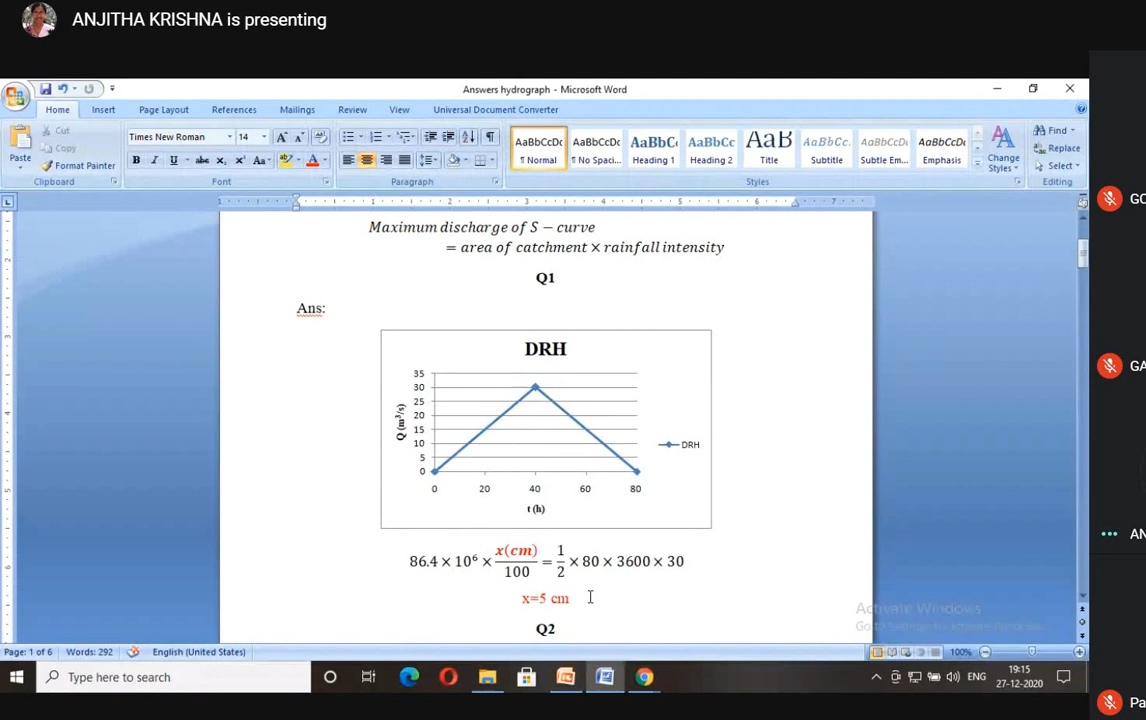 ANJITHA KRISHNA is presenting
Answers hydrograph - Microsoft Word
Home Insert Page Layout References Mailings Review View Universal Document Converter
Cut
Copy
Format Painter
Paste
Clipboard
Times New Roman 14
Font
Paragraph
AaBbCcDc AaBbCcDc AaBbC AaBbCc AaB AaBbCc. AaBbCcDc AaBbCcDc
¶ Normal ¶ No Spaci... Heading 1 Heading 2 Title Subtitle Subtle Em... Emphasis
Styles
Change Styles
Find
Replace
Select
Editing
Maximum discharge of S − curve
= area of catchment × rainfall intensity
Q1
Ans:
DRH
35
30
25
20
15
10
5
0
Q (m³/s)
0 20 40 60 80
t (h)
DRH
86.4 × 10⁶ × x(cm)/100 = 1/2 × 80 × 3600 × 30
x=5 cm
Q2
Activate Windows
Page: 1 of 6 Words: 292 English (United States) 100%
Type here to search
ENG
19:15
27-12-2020
GC
GA
AN
Pa